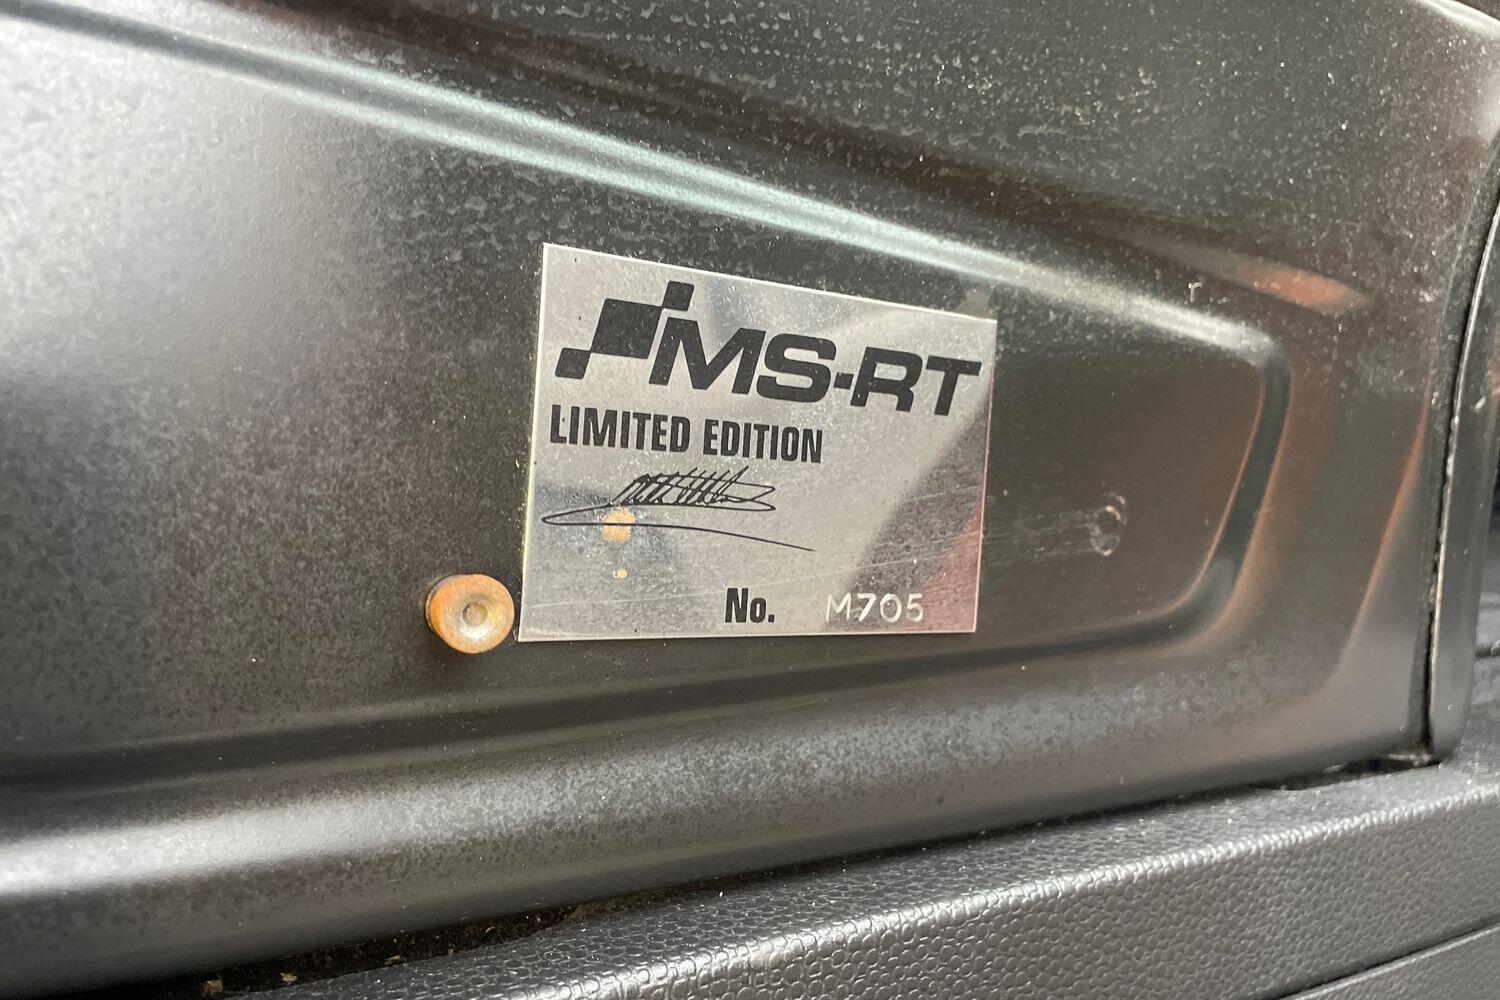 MS-RT
LIMITED EDITION
No. M705